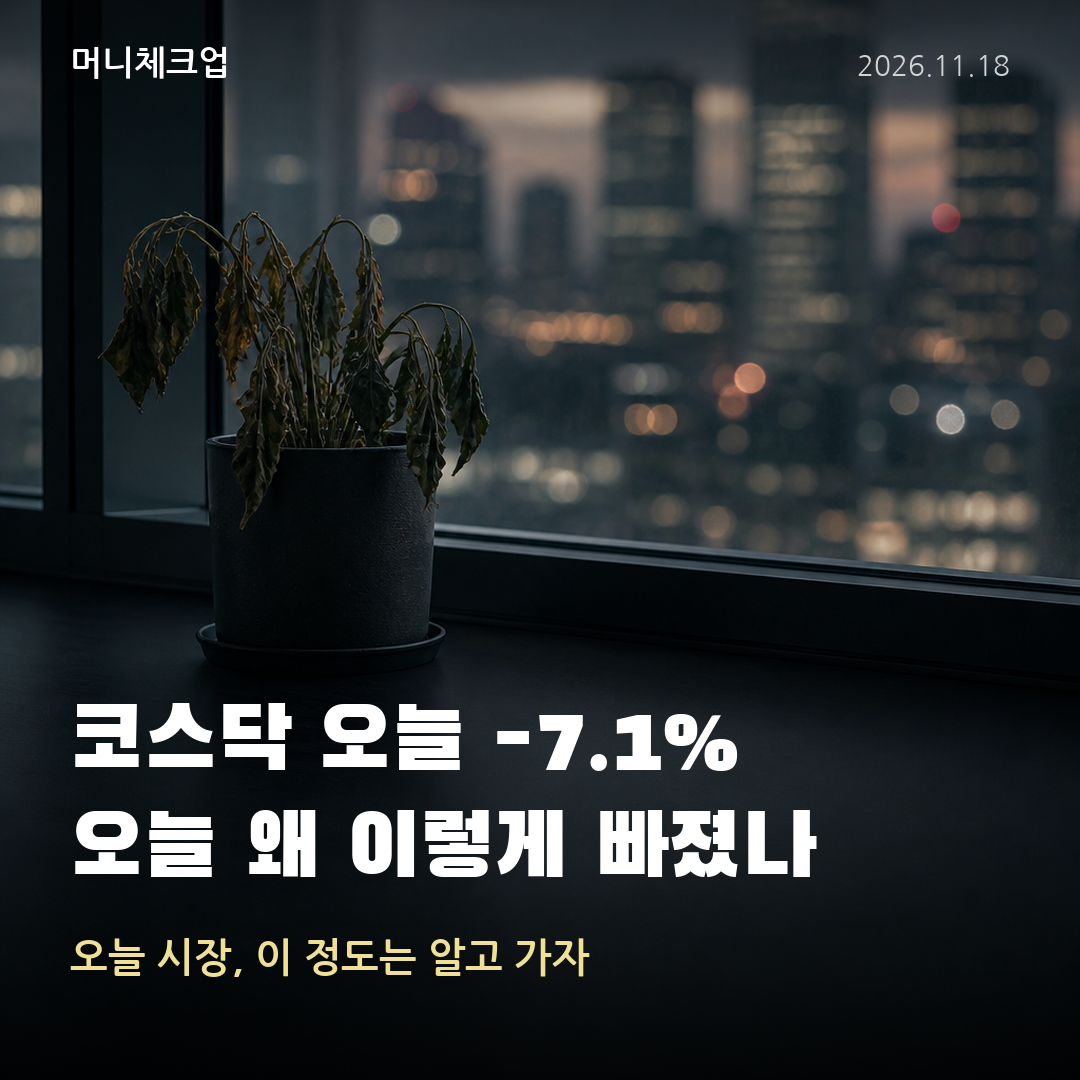 머니체크업
2026.11.18
코스닥 오늘 -7.1%
오늘 왜 이렇게 빠졌나
오늘 시장, 이 정도는 알고 가자